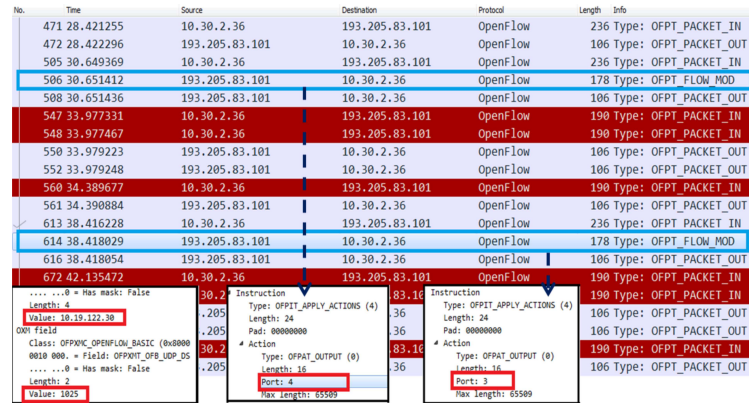 No. Time Source Destination Protocol Length Info
471 28.421255 10.30.2.36 193.205.83.101 OpenFlow 236 Type: OFPT_PACKET_IN
472 28.422296 193.205.83.101 10.30.2.36 OpenFlow 106 Type: OFPT_PACKET_OUT
505 30.649369 10.30.2.36 193.205.83.101 OpenFlow 236 Type: OFPT_PACKET_IN
506 30.651412 193.205.83.101 10.30.2.36 OpenFlow 178 Type: OFPT_FLOW_MOD
508 30.651436 193.205.83.101 10.30.2.36 OpenFlow 106 Type: OFPT_PACKET_OUT
547 33.977331 10.30.2.36 193.205.83.101 OpenFlow 190 Type: OFPT_PACKET_IN
548 33.977467 10.30.2.36 193.205.83.101 OpenFlow 190 Type: OFPT_PACKET_IN
550 33.979223 193.205.83.101 10.30.2.36 OpenFlow 106 Type: OFPT_PACKET_OUT
552 33.979248 193.205.83.101 10.30.2.36 OpenFlow 106 Type: OFPT_PACKET_OUT
560 34.389677 10.30.2.36 193.205.83.101 OpenFlow 190 Type: OFPT_PACKET_IN
561 34.390884 193.205.83.101 10.30.2.36 OpenFlow 106 Type: OFPT_PACKET_OUT
613 38.416228 10.30.2.36 193.205.83.101 OpenFlow 236 Type: OFPT_PACKET_IN
614 38.418029 193.205.83.101 10.30.2.36 OpenFlow 178 Type: OFPT_FLOW_MOD
616 38.418054 193.205.83.101 10.30.2.36 OpenFlow 106 Type: OFPT_PACKET_OUT
672 42.135472 10.30.2.36 193.205.83.101 OpenFlow 190 Type: OFPT_PACKET_IN
190 Type: OFPT_PACKET_IN
106 Type: OFPT_PACKET_OUT
106 Type: OFPT_PACKET_OUT
190 Type: OFPT_PACKET_IN
106 Type: OFPT_PACKET_OUT
.... ...0 = Has mask: False
Length: 4
Value: 10.19.122.30
OXM field
Class: OFPXMC_OPENFLOW_BASIC (0x8000
0010 000. = Field: OFPXMT_OFB_UDP_DS
.... ...0 = Has mask: False
Length: 2
Value: 1025
Instruction
Type: OFPIT_APPLY_ACTIONS (4)
Length: 24
Pad: 00000000
Action
Type: OFPAT_OUTPUT (0)
Length: 16
Port: 4
Max length: 65509
Instruction
Type: OFPIT_APPLY_ACTIONS (4)
Length: 24
Pad: 00000000
Action
Type: OFPAT_OUTPUT (0)
Length: 16
Port: 3
Max length: 65509